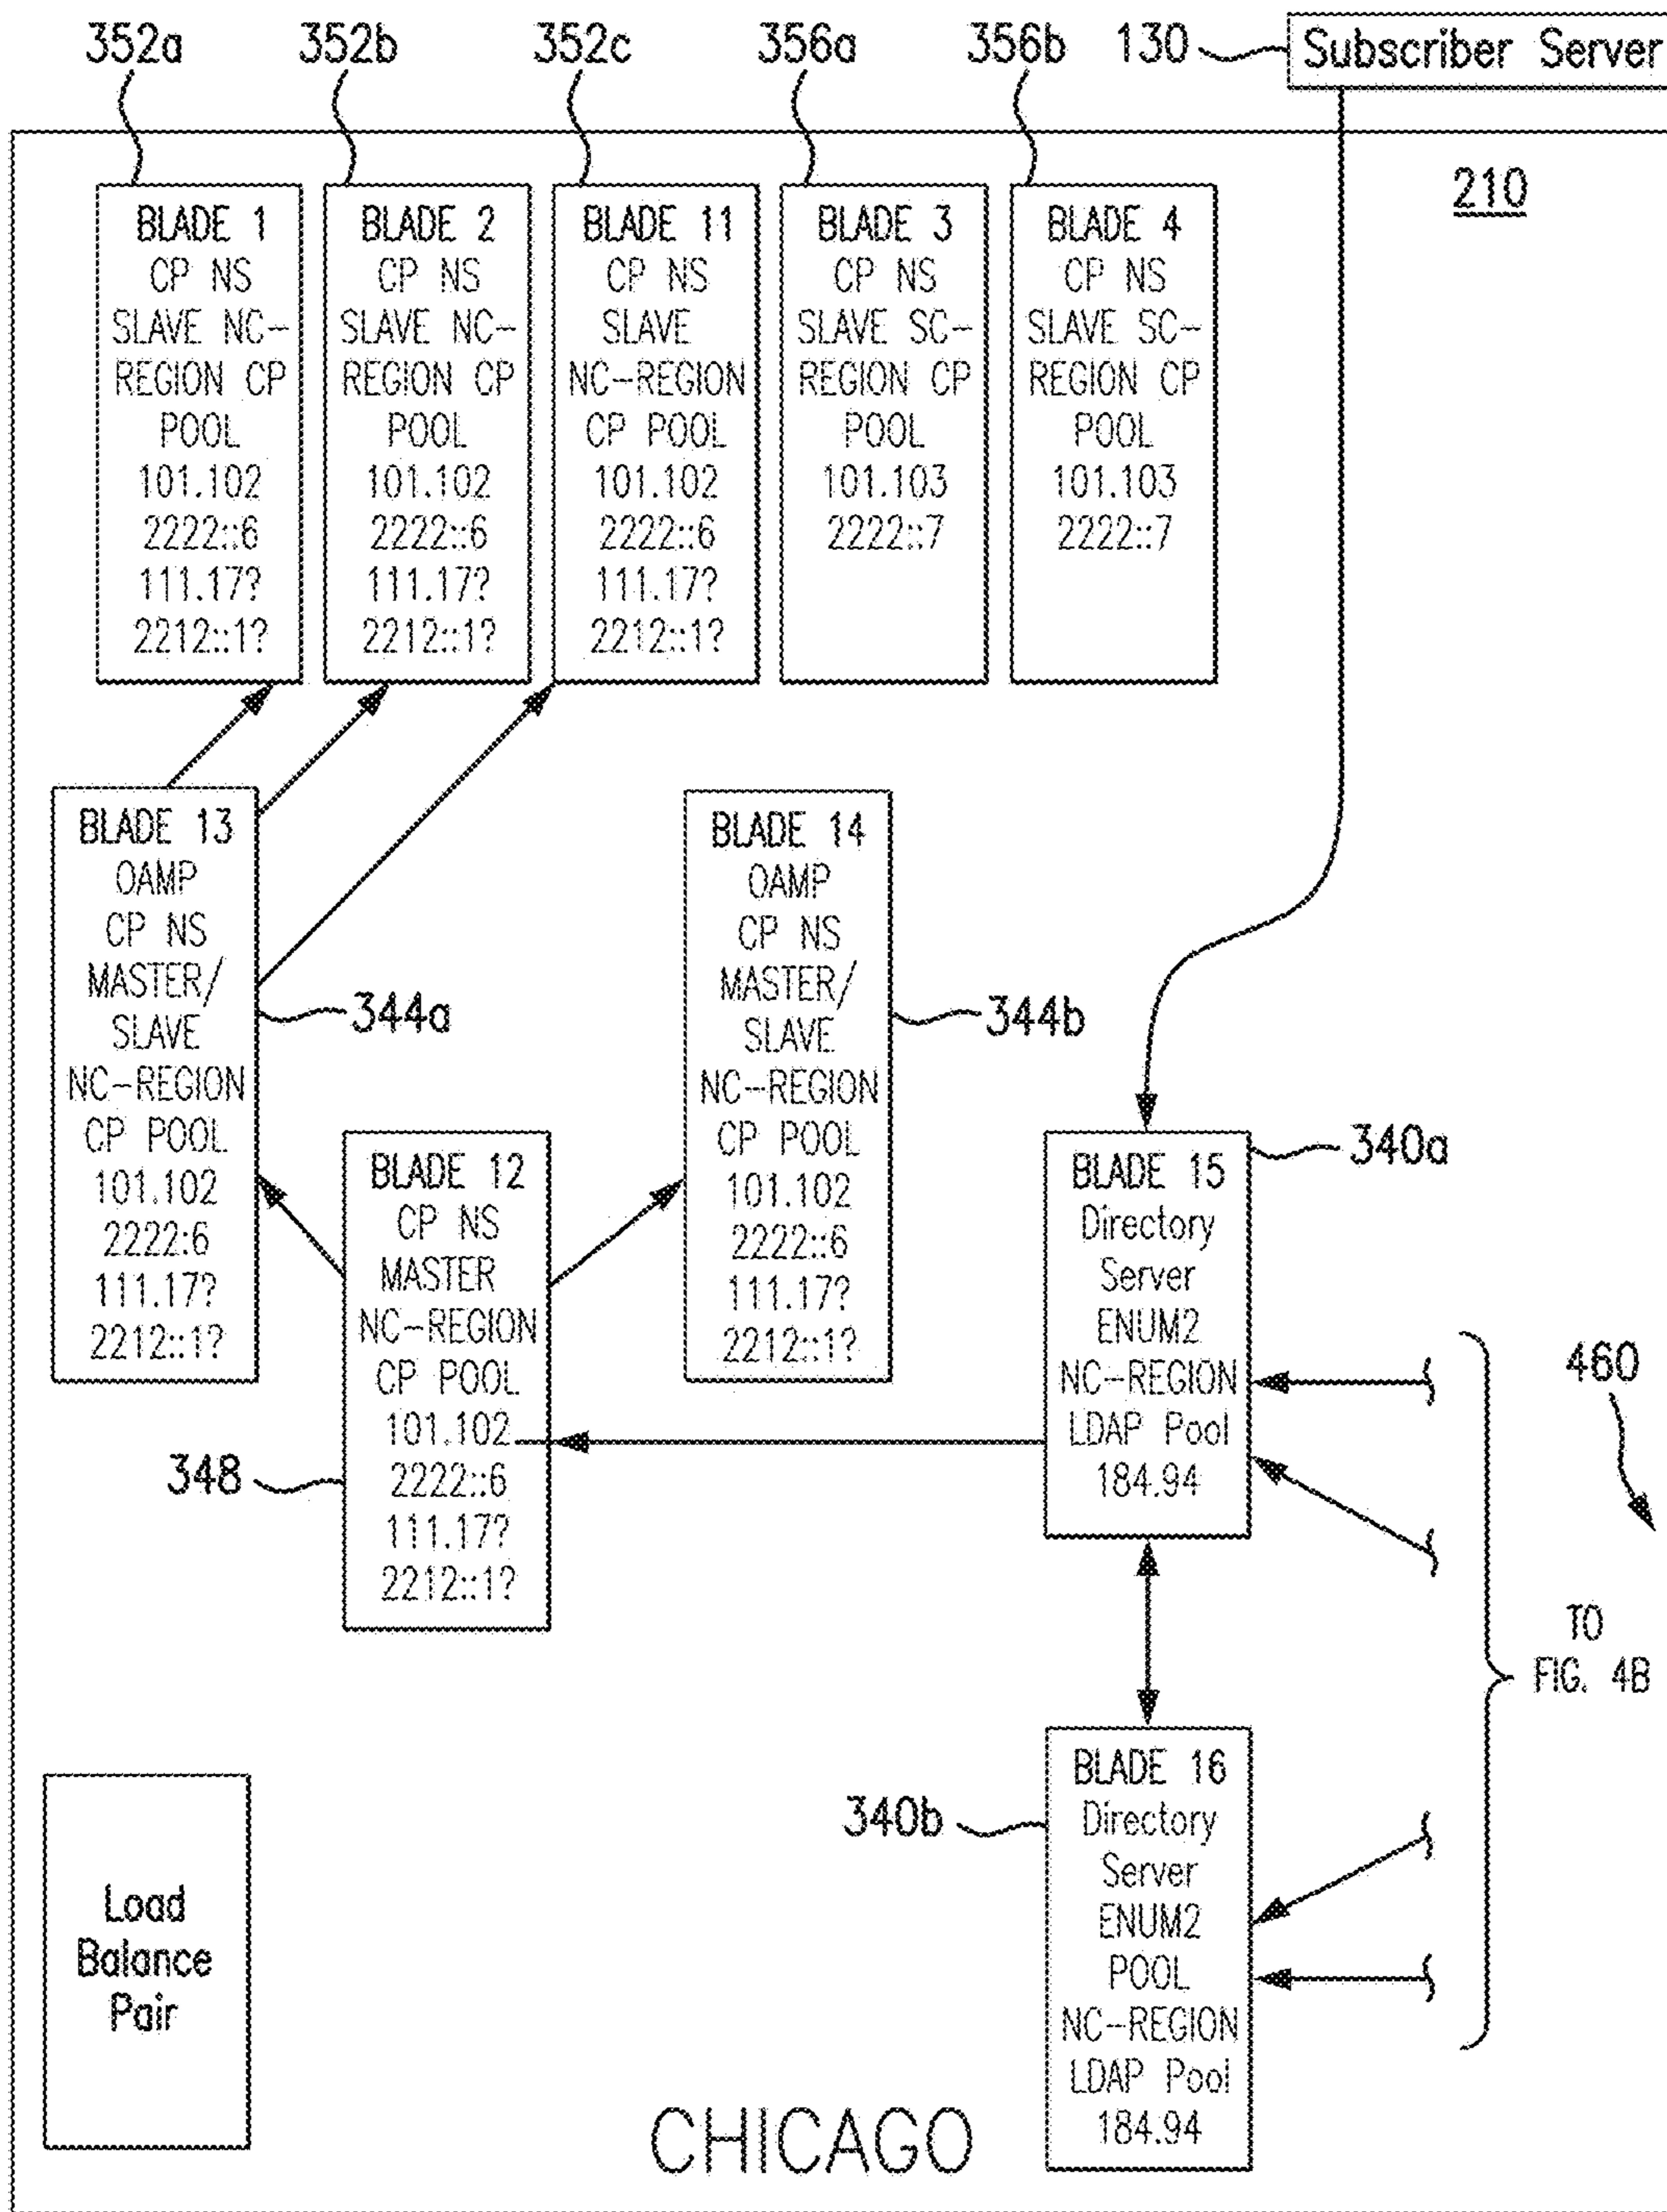 352a 352b 352c 356a 356b 130 Subscriber Server
210
BLADE 1
CP NS
SLAVE NC-
REGION CP
POOL
101.102
2222::6
111.17?
2212::1?
BLADE 2
CP NS
SLAVE NC-
REGION CP
POOL
101.102
2222::6
111.17?
2212::1?
BLADE 11
CP NS
SLAVE
NC-REGION
CP POOL
101.102
2222::6
111.17?
2212::1?
BLADE 3
CP NS
SLAVE SC-
REGION CP
POOL
101.103
2222::7
BLADE 4
CP NS
SLAVE SC-
REGION CP
POOL
101.103
2222::7
BLADE 13
OAMP
CP NS
MASTER/
SLAVE
NC-REGION
CP POOL
101.102
2222:6
111.17?
2212::1?
344a
BLADE 14
OAMP
CP NS
MASTER/
SLAVE
NC-REGION
CP POOL
101.102
2222::6
111.17?
2212::1?
344b
BLADE 12
CP NS
MASTER
NC-REGION
CP POOL
101.102
2222::6
111.17?
2212::1?
348
BLADE 15
Directory
Server
ENUM2
NC-REGION
LDAP Pool
184.94
340a
460
TO
FIG. 4B
BLADE 16
Directory
Server
ENUM2
POOL
NC-REGION
LDAP Pool
184.94
340b
Load
Balance
Pair
CHICAGO